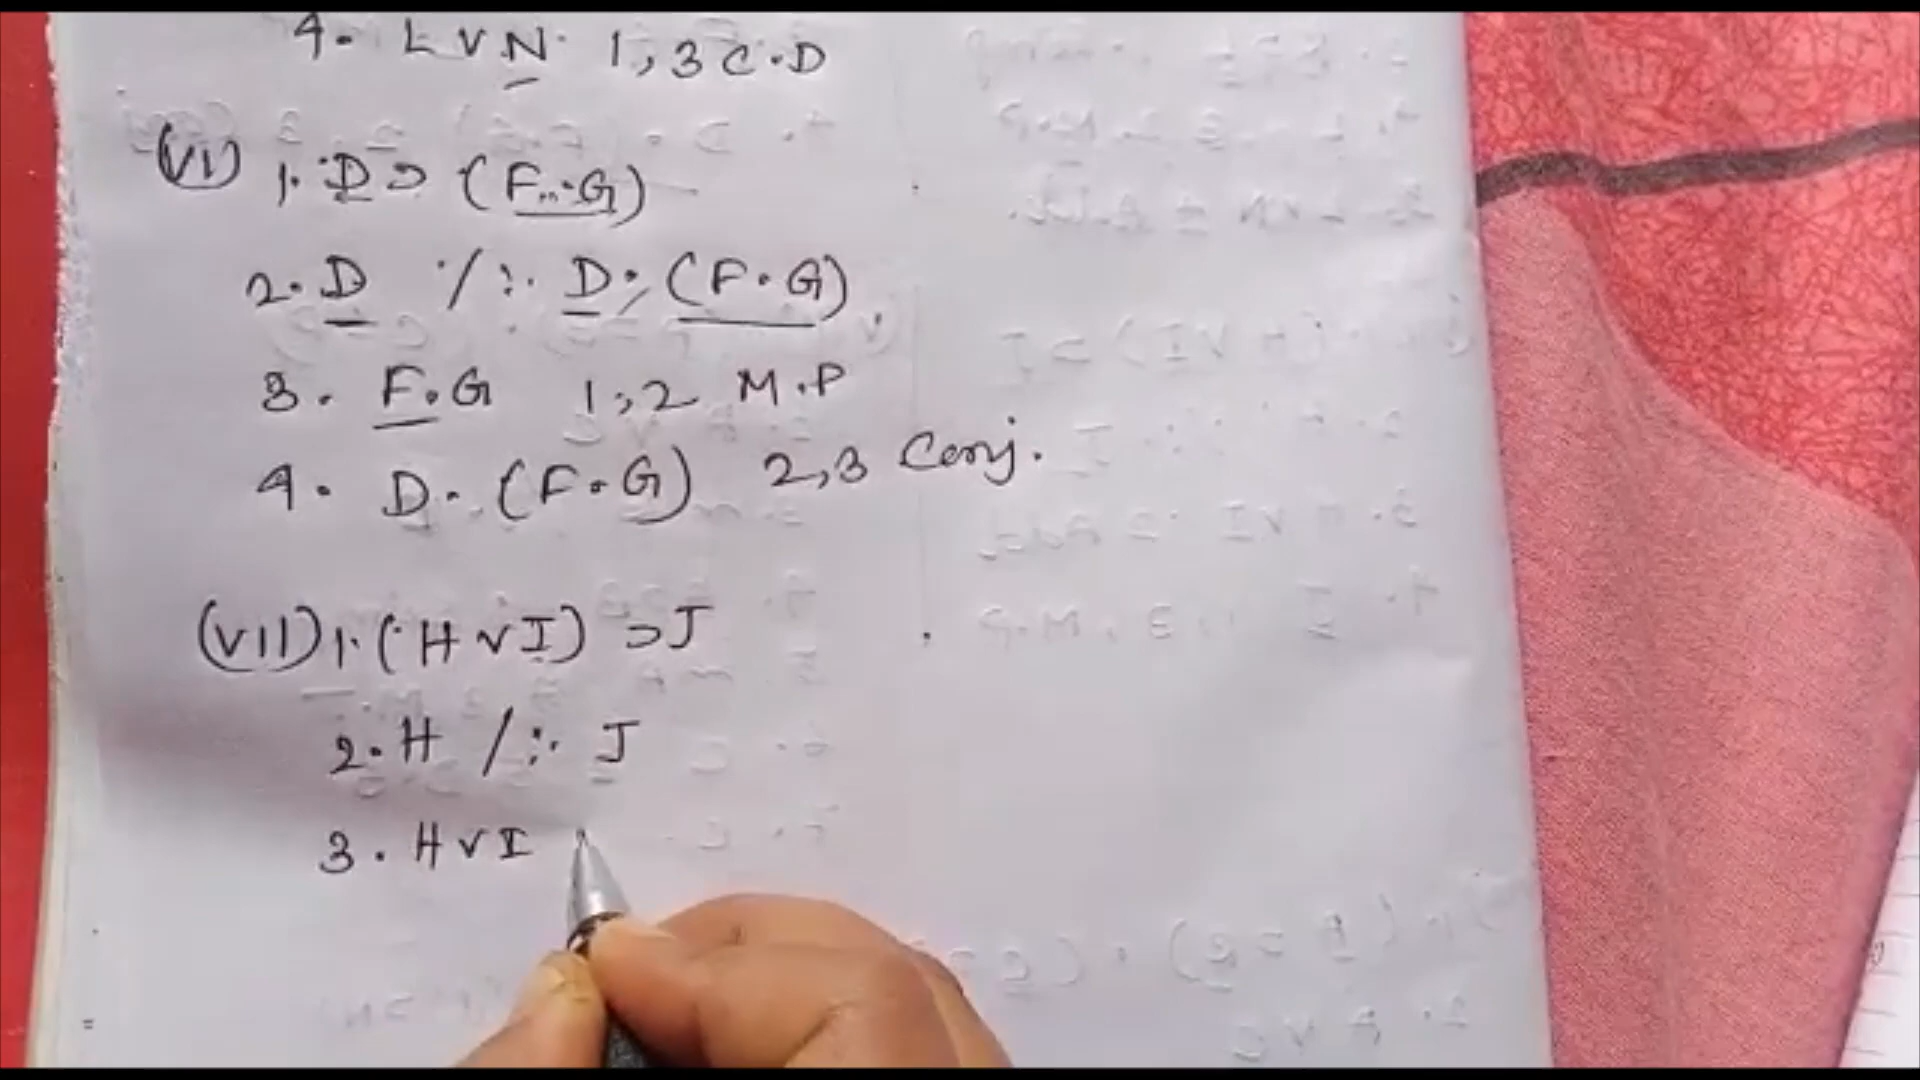 4. L V N 1,3 C.D
(VI) 1. D ⊃ (F.G)
2. D /∴ D.(F.G)
3. F.G 1,2 M.P
4. D.(F.G) 2,3 Conj.
(VII) 1. (H V I) ⊃ J
2. H /∴ J
3. H V I